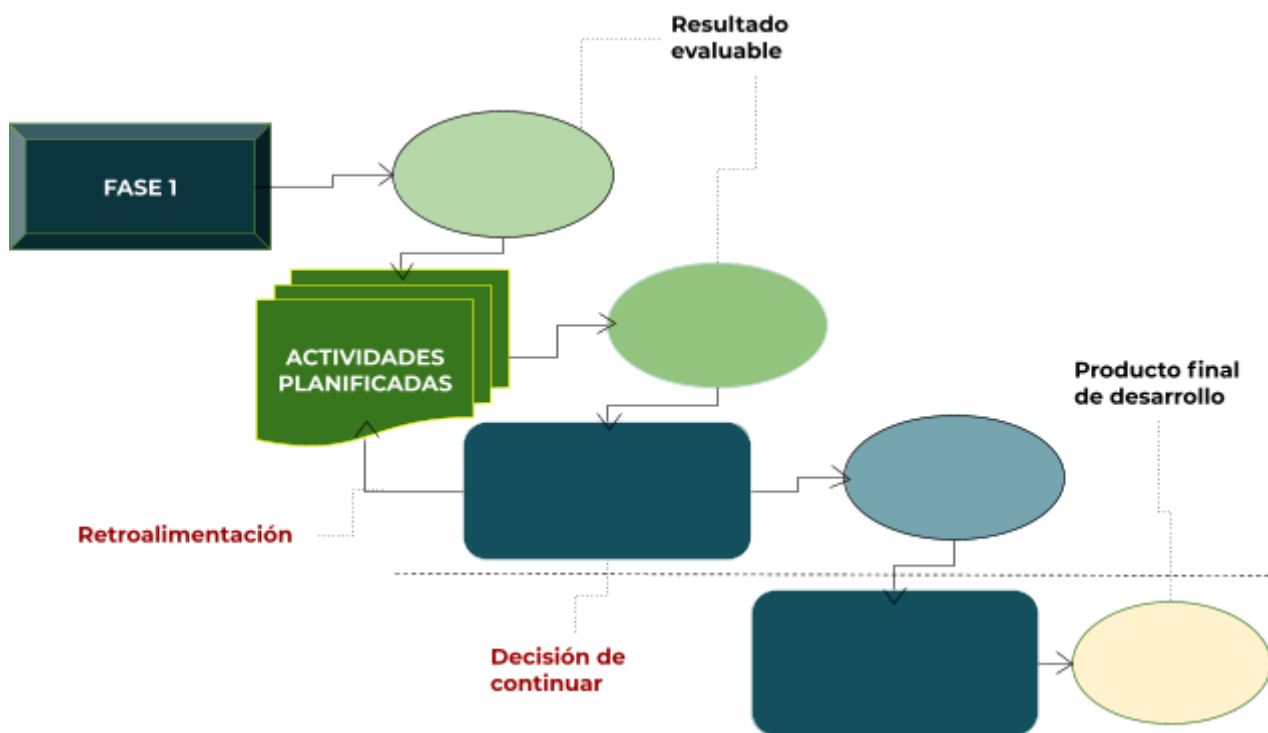 Resultado
evaluable
FASE 1
ACTIVIDADES
PLANIFICADAS
Producto final
de desarrollo
Retroalimentación
Decisión de
continuar